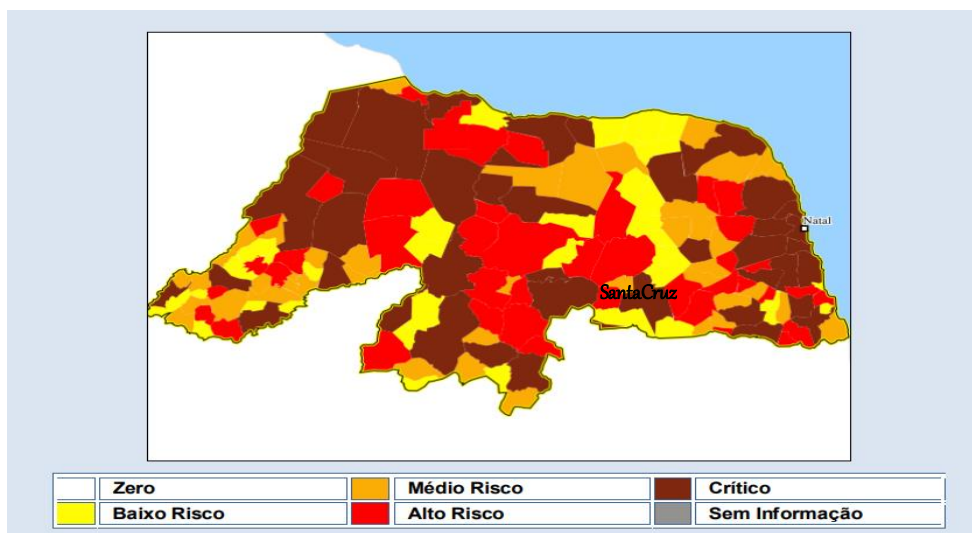 Natal
SantaCruz
Zero
Médio Risco
Crítico
Baixo Risco
Alto Risco
Sem Informação